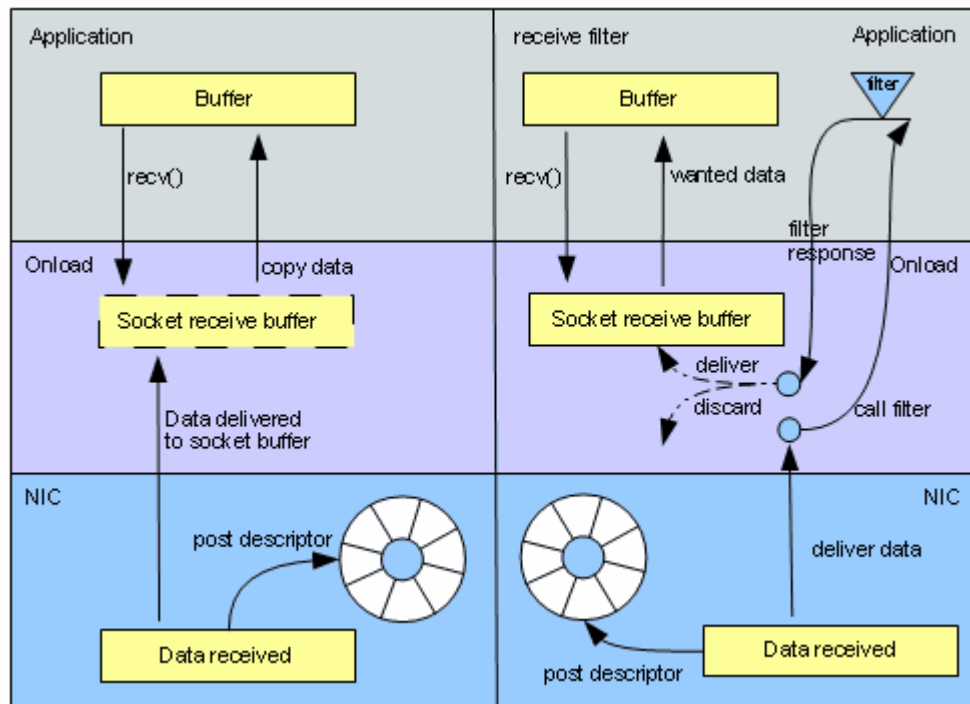 Application
Buffer
recv()
Onload
copy data
Socket receive buffer
Data delivered
to socket buffer
NIC
post descriptor
Data received
receive filter
Application
filter
Buffer
recv()
wanted data
filter
response
Onload
Socket receive buffer
deliver
discard
call filter
NIC
deliver data
Data received
post descriptor